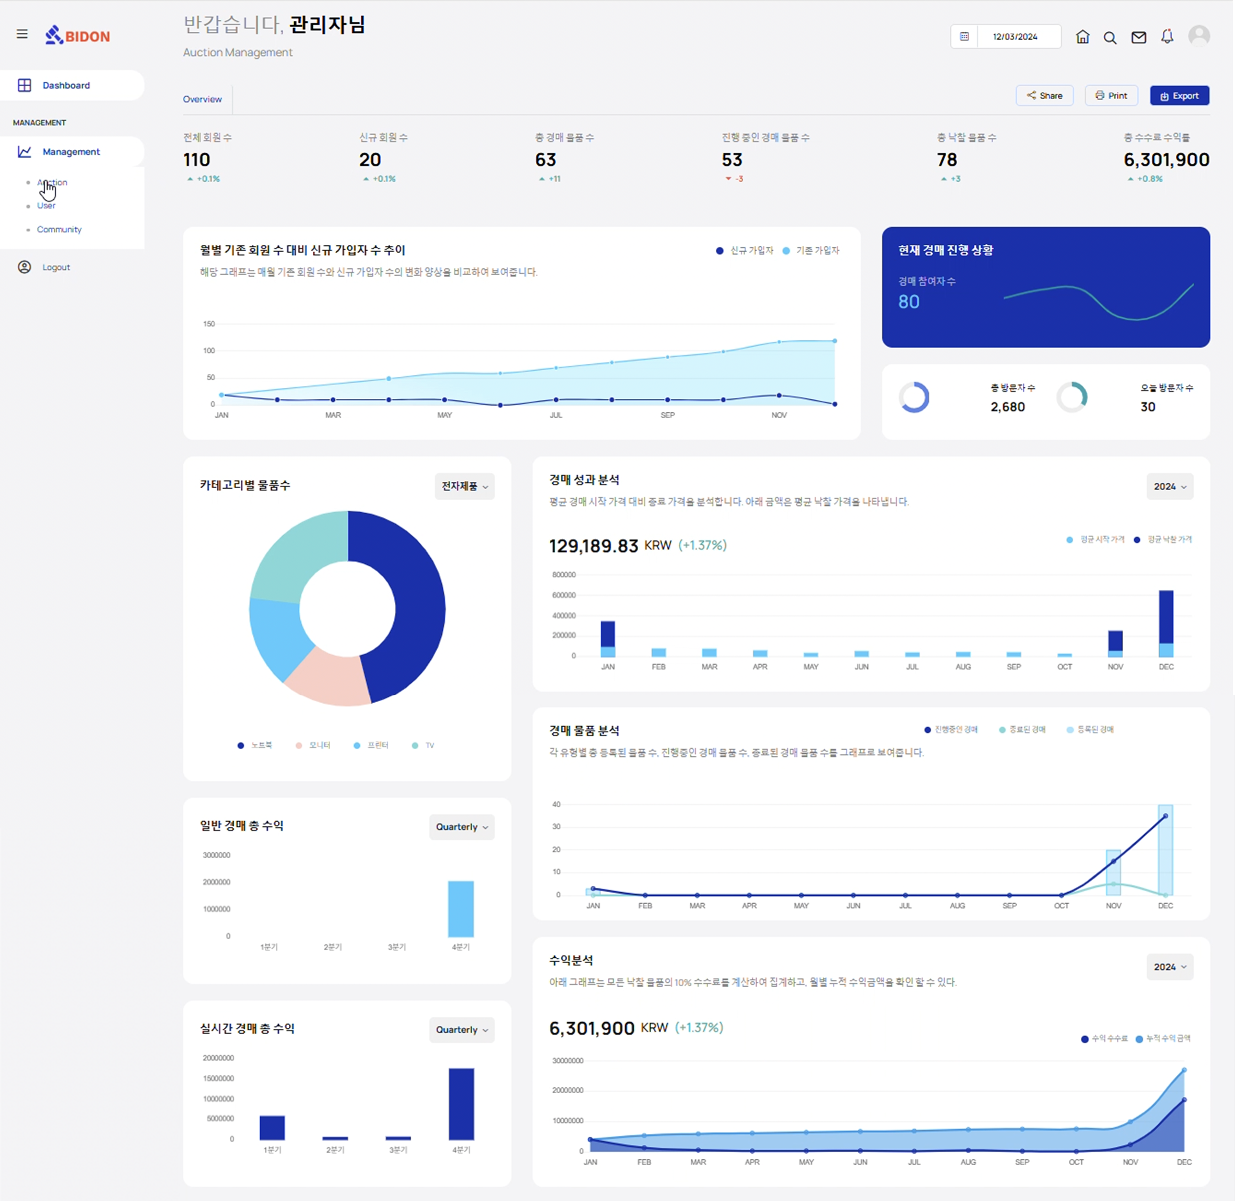 반갑습니다, 관리자님
BIDON
12/03/2024
Auction Management
Dashboard
Overview
Share
Print
Export
MANAGEMENT
Management
Auction
User
Community
Logout
전체 회원 수
110
+0.1%
신규 회원 수
20
+0.1%
총 경매 물품 수
63
+11
진행 중인 경매 물품 수
53
-3
총 낙찰 물품 수
78
+3
총 수수료 수익률
6,301,900
+0.8%
월별 기존 회원 수 대비 신규 가입자 수 추이
신규 가입자
기존 가입자
해당 그래프는 매월 기존 회원 수와 신규 가입자 수의 변화 양상을 비교하여 보여줍니다.
150
100
50
0
JAN MAR MAY JUL SEP NOV
현재 경매 진행 상황
경매 참여자 수
80
총 방문자 수
2,680
오늘 방문자 수
30
카테고리별 물품수
전자제품
노트북 모니터 프린터 TV
경매 성과 분석
2024
평균 경매 시작 가격 대비 종료 가격을 분석합니다. 아래 금액은 평균 낙찰 가격을 나타냅니다.
129,189.83 KRW (+1.37%)
평균 시작 가격 평균 낙찰 가격
800000
600000
400000
200000
0
JAN FEB MAR APR MAY JUN JUL AUG SEP OCT NOV DEC
경매 물품 분석
진행중인 경매 종료된 경매 등록된 경매
각 유형별 총 등록된 물품 수, 진행중인 경매 물품 수, 종료된 경매 물품 수를 그래프로 보여줍니다.
40
30
20
10
0
JAN FEB MAR APR MAY JUN JUL AUG SEP OCT NOV DEC
일반 경매 총 수익
Quarterly
3000000
2000000
1000000
0
1분기 2분기 3분기 4분기
실시간 경매 총 수익
Quarterly
20000000
15000000
10000000
5000000
0
1분기 2분기 3분기 4분기
수익분석
2024
아래 그래프는 모든 낙찰 물품의 10% 수수료를 계산하여 집계하고, 월별 누적 수익금액을 확인 할 수 있다.
6,301,900 KRW (+1.37%)
수익 수수료 누적 수익 금액
30000000
20000000
10000000
0
JAN FEB MAR APR MAY JUN JUL AUG SEP OCT NOV DEC